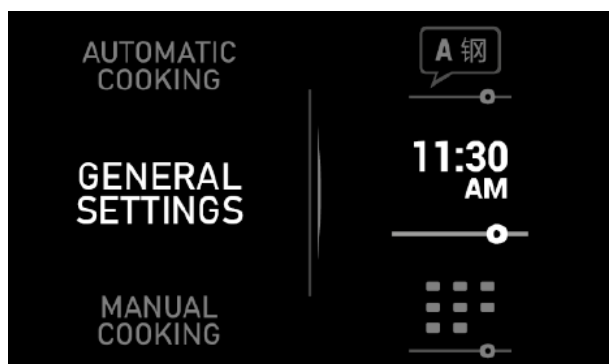 AUTOMATIC
COOKING
A 钢
GENERAL
SETTINGS
11:30
AM
MANUAL
COOKING